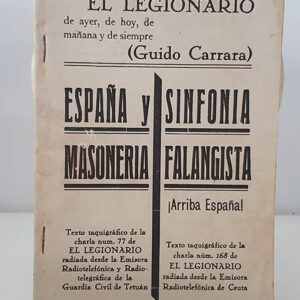 EL LEGIONARIO
de ayer, de hoy, de
mañana y de siempre
(Guido Carrara)
ESPAÑA y
MASONERIA
Texto taquigráfico de la
charla num. 77 de
EL LEGIONARIO
radiada desde la Emisora
Radiotelefónica y Radio-
telegráfica de la
Guardia Civil de Tetuán
SINFONIA
FALANGISTA
¡Arriba España!
Texto taquigráfico de la
charla núm. 168 de
EL LEGIONARIO
radiada desde la Emisora
Radiotelefónica de Ceuta